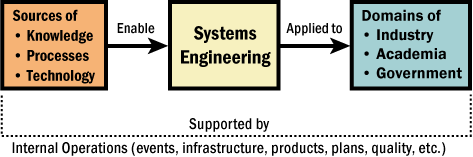 Sources of
• Knowledge
• Processes
• Technology
Enable
Systems
Engineering
Applied to
Domains of
• Industry
• Academia
• Government
Supported by
Internal Operations (events, infrastructure, products, plans, quality, etc.)